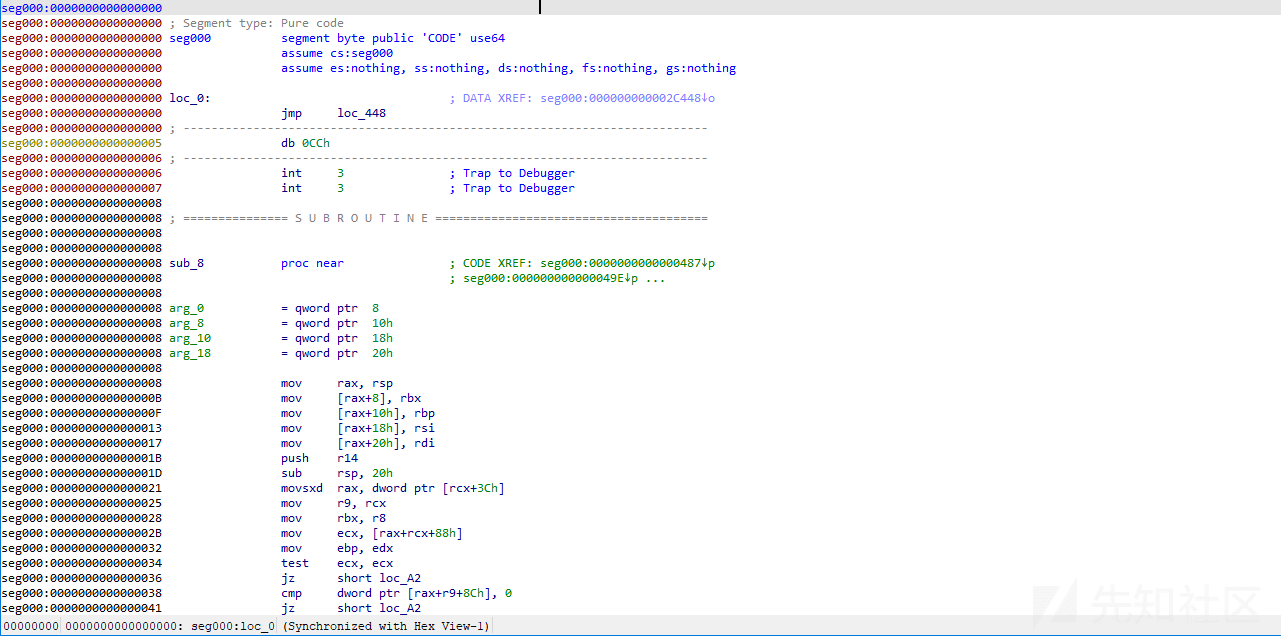 seg000:0000000000000000
seg000:0000000000000000 ; Segment type: Pure code
seg000:0000000000000000 seg000 segment byte public 'CODE' use64
seg000:0000000000000000 assume cs:seg000
seg000:0000000000000000 assume es:nothing, ss:nothing, ds:nothing, fs:nothing, gs:nothing
seg000:0000000000000000
seg000:0000000000000000 loc_0: ; DATA XREF: seg000:000000000002C448↓o
seg000:0000000000000000 jmp loc_448
seg000:0000000000000000 ; ---------------------------------------------------------------------------
seg000:0000000000000005 db 0CCh
seg000:0000000000000006 ; ---------------------------------------------------------------------------
seg000:0000000000000006 int 3 ; Trap to Debugger
seg000:0000000000000007 int 3 ; Trap to Debugger
seg000:0000000000000008
seg000:0000000000000008 ; =============== S U B R O U T I N E =======================================
seg000:0000000000000008
seg000:0000000000000008
seg000:0000000000000008 sub_8 proc near ; CODE XREF: seg000:0000000000000487↓p
seg000:0000000000000008 ; seg000:000000000000049E↓p ...
seg000:0000000000000008
seg000:0000000000000008 arg_0 = qword ptr 8
seg000:0000000000000008 arg_8 = qword ptr 10h
seg000:0000000000000008 arg_10 = qword ptr 18h
seg000:0000000000000008 arg_18 = qword ptr 20h
seg000:0000000000000008
seg000:0000000000000008 mov rax, rsp
seg000:000000000000000B mov [rax+8], rbx
seg000:000000000000000F mov [rax+10h], rbp
seg000:0000000000000013 mov [rax+18h], rsi
seg000:0000000000000017 mov [rax+20h], rdi
seg000:000000000000001B push r14
seg000:000000000000001D sub rsp, 20h
seg000:0000000000000021 movsxd rax, dword ptr [rcx+3Ch]
seg000:0000000000000025 mov r9, rcx
seg000:0000000000000028 mov rbx, r8
seg000:000000000000002B mov ecx, [rax+rcx+88h]
seg000:0000000000000032 mov ebp, edx
seg000:0000000000000034 test ecx, ecx
seg000:0000000000000036 jz short loc_A2
seg000:0000000000000038 cmp dword ptr [rax+r9+8Ch], 0
seg000:0000000000000041 jz short loc_A2
00000000 0000000000000000: seg000:loc_0 (Synchronized with Hex View-1)
先知社区